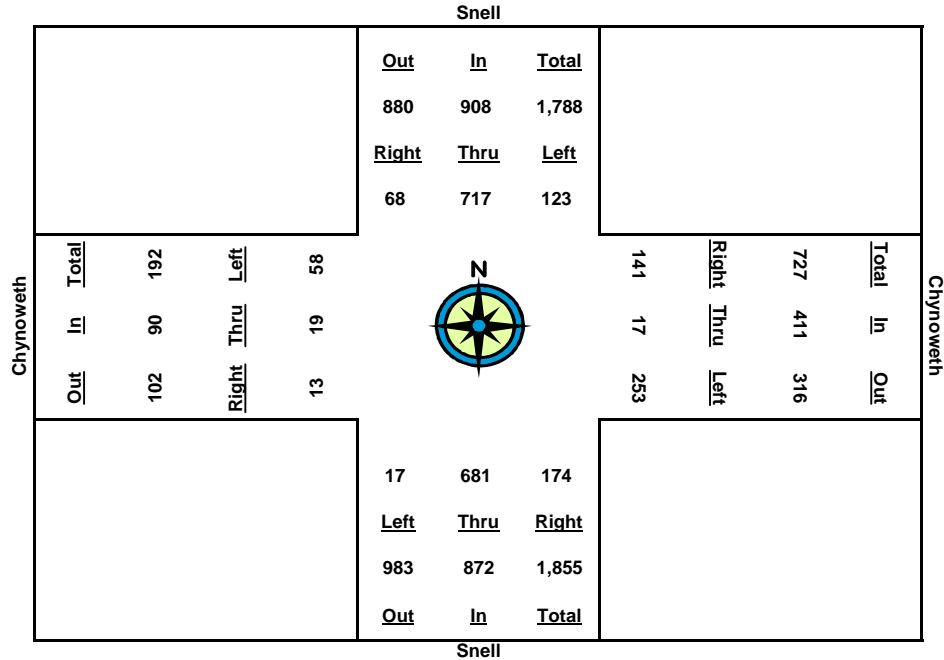 Snell
Out In Total
880 908 1,788
Right Thru Left
68 717 123
Chynoweth
Total 192 Left 58
In 90 Thru 19
Out 102 Right 13
N
141 Right 727 Total
17 Thru 411 In
253 Left 316 Out
Chynoweth
17 681 174
Left Thru Right
983 872 1,855
Out In Total
Snell